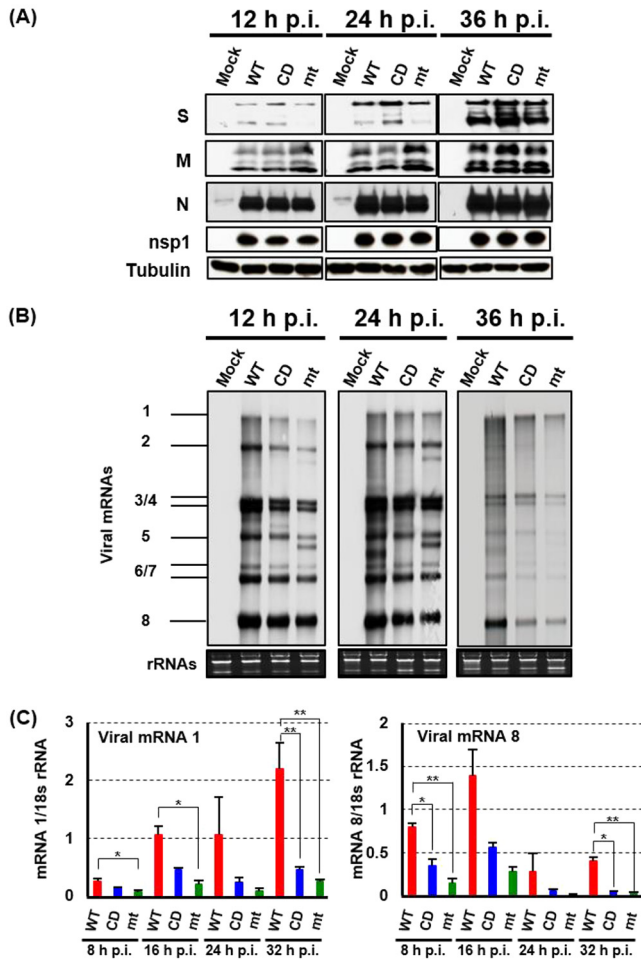 (A)
12 h p.i. 24 h p.i. 36 h p.i.
Mock WT CD mt Mock WT CD mt Mock WT CD mt
S
M
N
nsp1
Tubulin
(B)
12 h p.i. 24 h p.i. 36 h p.i.
Mock WT CD mt Mock WT CD mt Mock WT CD mt
Viral mRNAs
1
2
3/4
5
6/7
8
rRNAs
(C)
Viral mRNA 1
mRNA 1/18s rRNA
3
2
1
0
* * ** **
WT CD mt WT CD mt WT CD mt WT CD mt
8 h p.i. 16 h p.i. 24 h p.i. 32 h p.i.
Viral mRNA 8
mRNA 8/18s rRNA
2
1.5
1
0.5
0
** * ** *
WT CD mt WT CD mt WT CD mt WT CD mt
8 h p.i. 16 h p.i. 24 h p.i. 32 h p.i.